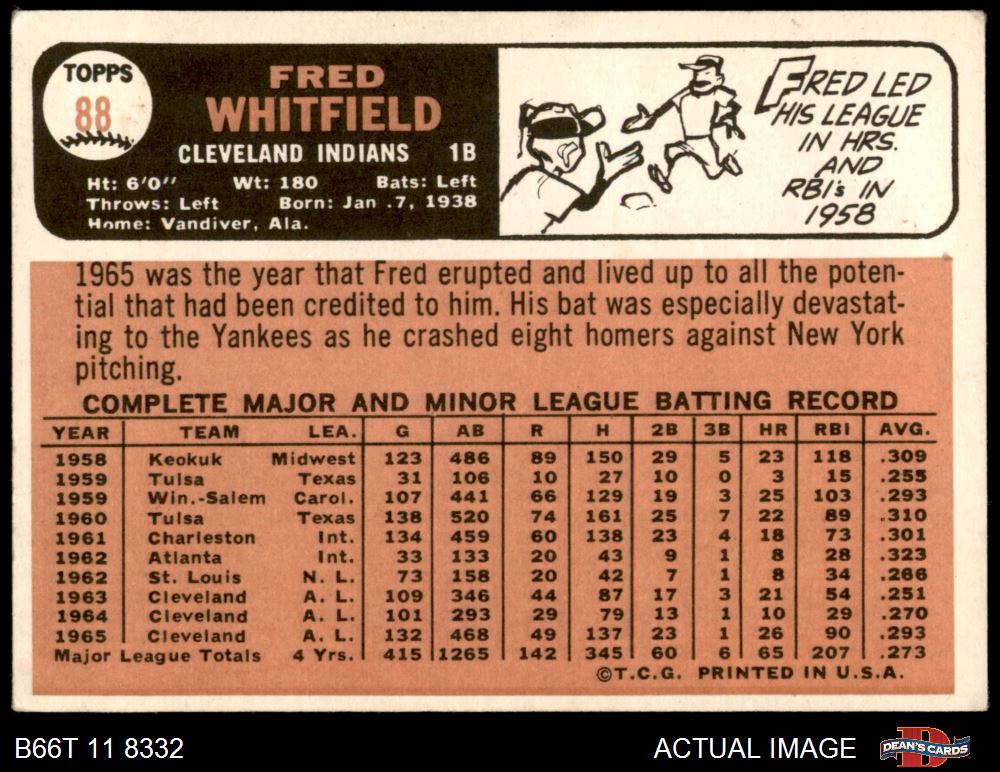 TOPPS
88
FRED
WHITFIELD
CLEVELAND INDIANS 1B
Ht: 6'0" Wt: 180 Bats: Left
Throws: Left Born: Jan .7, 1938
Home: Vandiver, Ala.
FRED LED
HIS LEAGUE
IN HRS.
AND
RBI's IN
1958
1965 was the year that Fred erupted and lived up to all the poten-
tial that had been credited to him. His bat was especially devastat-
ing to the Yankees as he crashed eight homers against New York
pitching.
COMPLETE MAJOR AND MINOR LEAGUE BATTING RECORD
YEAR TEAM LEA. G AB R H 2B 3B HR RBI AVG.
1958 Keokuk Midwest 123 486 89 150 29 5 23 118 .309
1959 Tulsa Texas 31 106 10 27 10 0 3 15 .255
1959 Win.-Salem Carol. 107 441 66 129 19 3 25 103 .293
1960 Tulsa Texas 138 520 74 161 25 7 22 89 .310
1961 Charleston Int. 134 459 60 138 23 4 18 73 .301
1962 Atlanta Int. 33 133 20 43 9 1 8 28 .323
1962 St. Louis N. L. 73 158 20 42 7 1 8 34 .266
1963 Cleveland A. L. 109 346 44 87 17 3 21 54 .251
1964 Cleveland A. L. 101 293 29 79 13 1 10 29 .270
1965 Cleveland A. L. 132 468 49 137 23 1 26 90 .293
Major League Totals 4 Yrs. 415 1265 142 345 60 6 65 207 .273
©T.C.G. PRINTED IN U.S.A.
B66T 11 8332 ACTUAL IMAGE DEAN'S CARDS